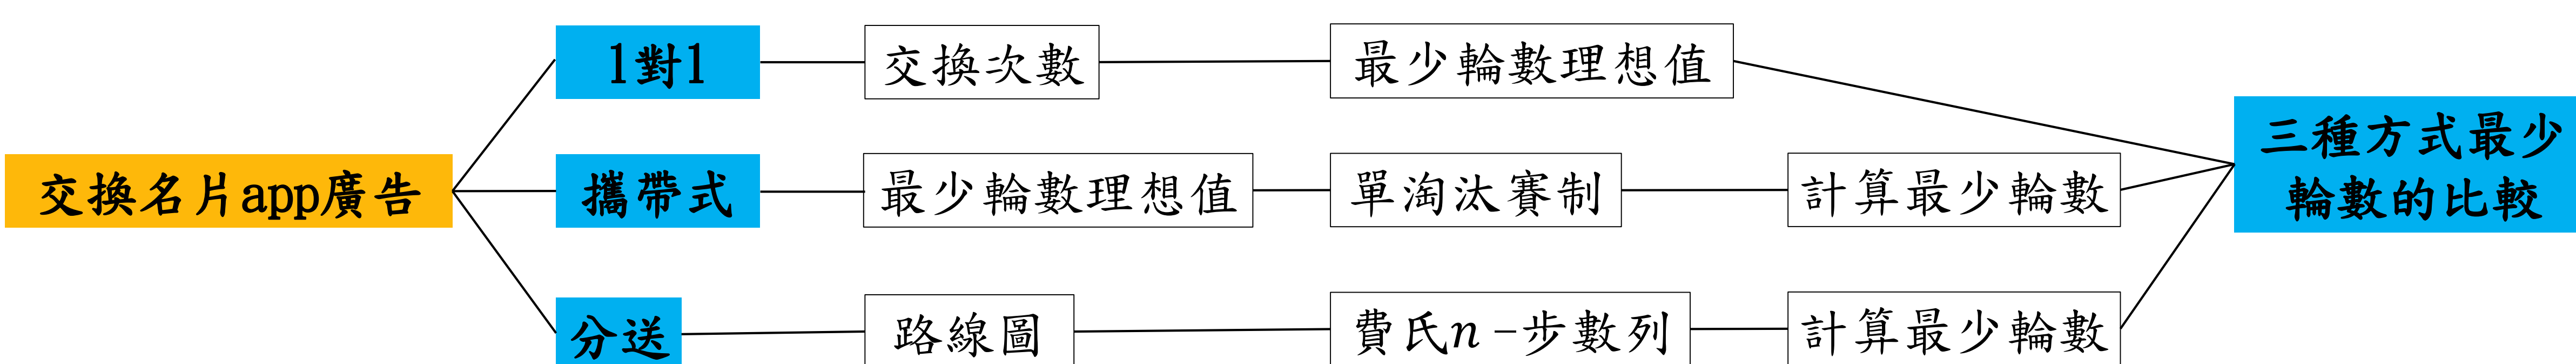 交換名片app廣告
1對1
交換次數
最少輪數理想值
攜帶式
最少輪數理想值
單淘汰賽制
計算最少輪數
分送
路線圖
費氏n-步數列
計算最少輪數
三種方式最少
輪數的比較